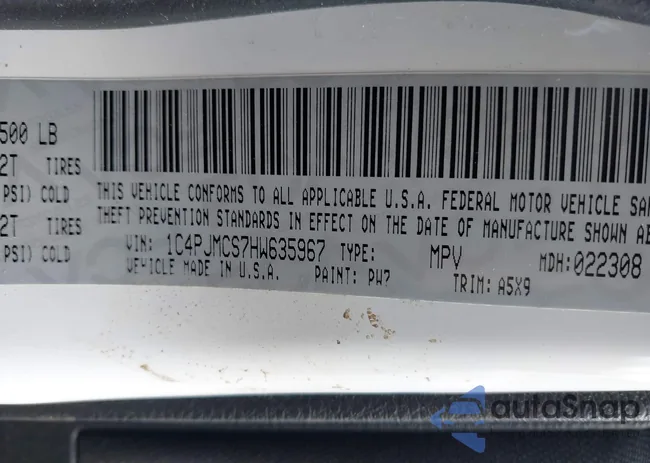 500 LB
2T TIRES
PSI) COLD
2T TIRES
PSI) COLD
THIS VEHICLE CONFORMS TO ALL APPLICABLE U.S.A. FEDERAL MOTOR VEHICLE SA
THEFT PREVENTION STANDARDS IN EFFECT ON THE DATE OF MANUFACTURE SHOWN AB
VIN: 1C4PJMCS7HW635967 TYPE: MPV MDH:022308
VEHICLE MADE IN U.S.A. PAINT: PW7 TRIM: A5X9
autoSnap